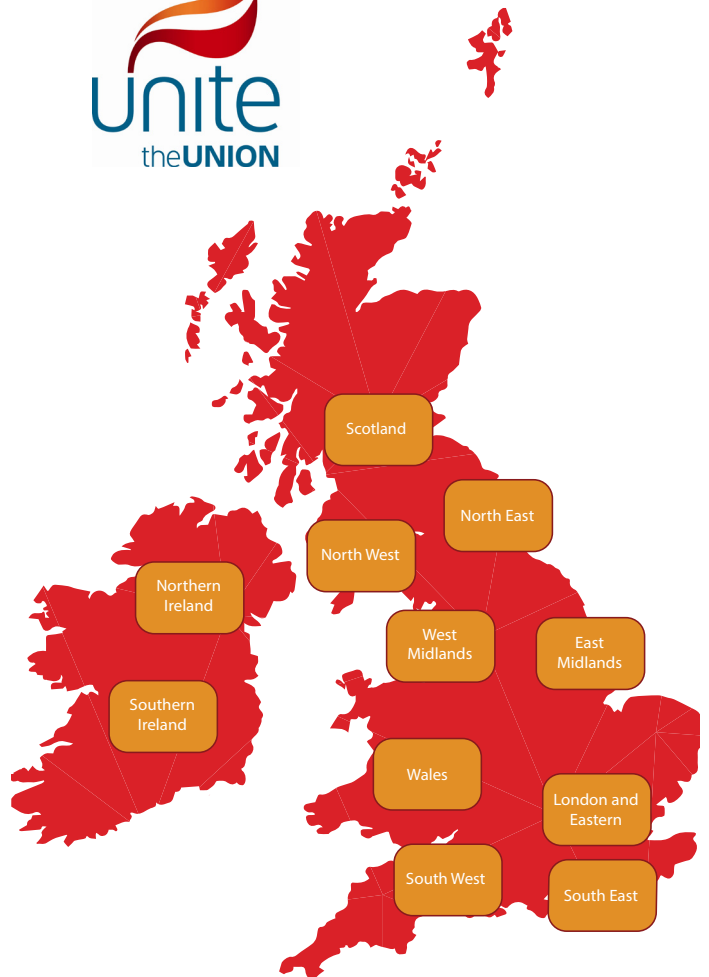 unite
theUNION
Scotland
North East
North West
Northern
Ireland
West
Midlands
East
Midlands
Southern
Ireland
Wales
London and
Eastern
South West
South East